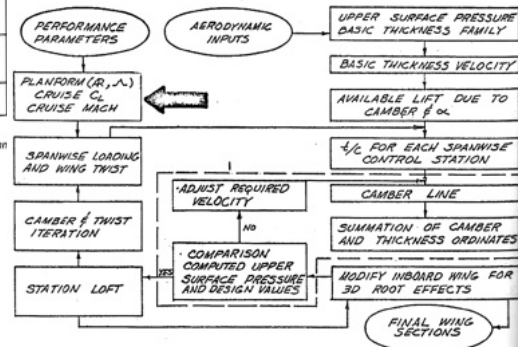 PERFORMANCE
PARAMETERS
AERODYNAMIC
INPUTS
UPPER SURFACE PRESSURE
BASIC THICKNESS FAMILY
PLANFORM (AR, Λ)
CRUISE CL
CRUISE MACH
BASIC THICKNESS VELOCITY
AVAILABLE LIFT DUE TO
CAMBER & α
SPANWISE LOADING
AND WING TWIST
t/c FOR EACH SPANWISE
CONTROL STATION
ADJUST REQUIRED
VELOCITY
CAMBER LINE
CAMBER & TWIST
ITERATION
NO
SUMMATION OF CAMBER
AND THICKNESS ORDINATES
COMPARISON
COMPUTED UPPER
SURFACE PRESSURE
AND DESIGN VALUES
YES
STATION LOFT
MODIFY INBOARD WING FOR
3D ROOT EFFECTS
FINAL WING
SECTIONS